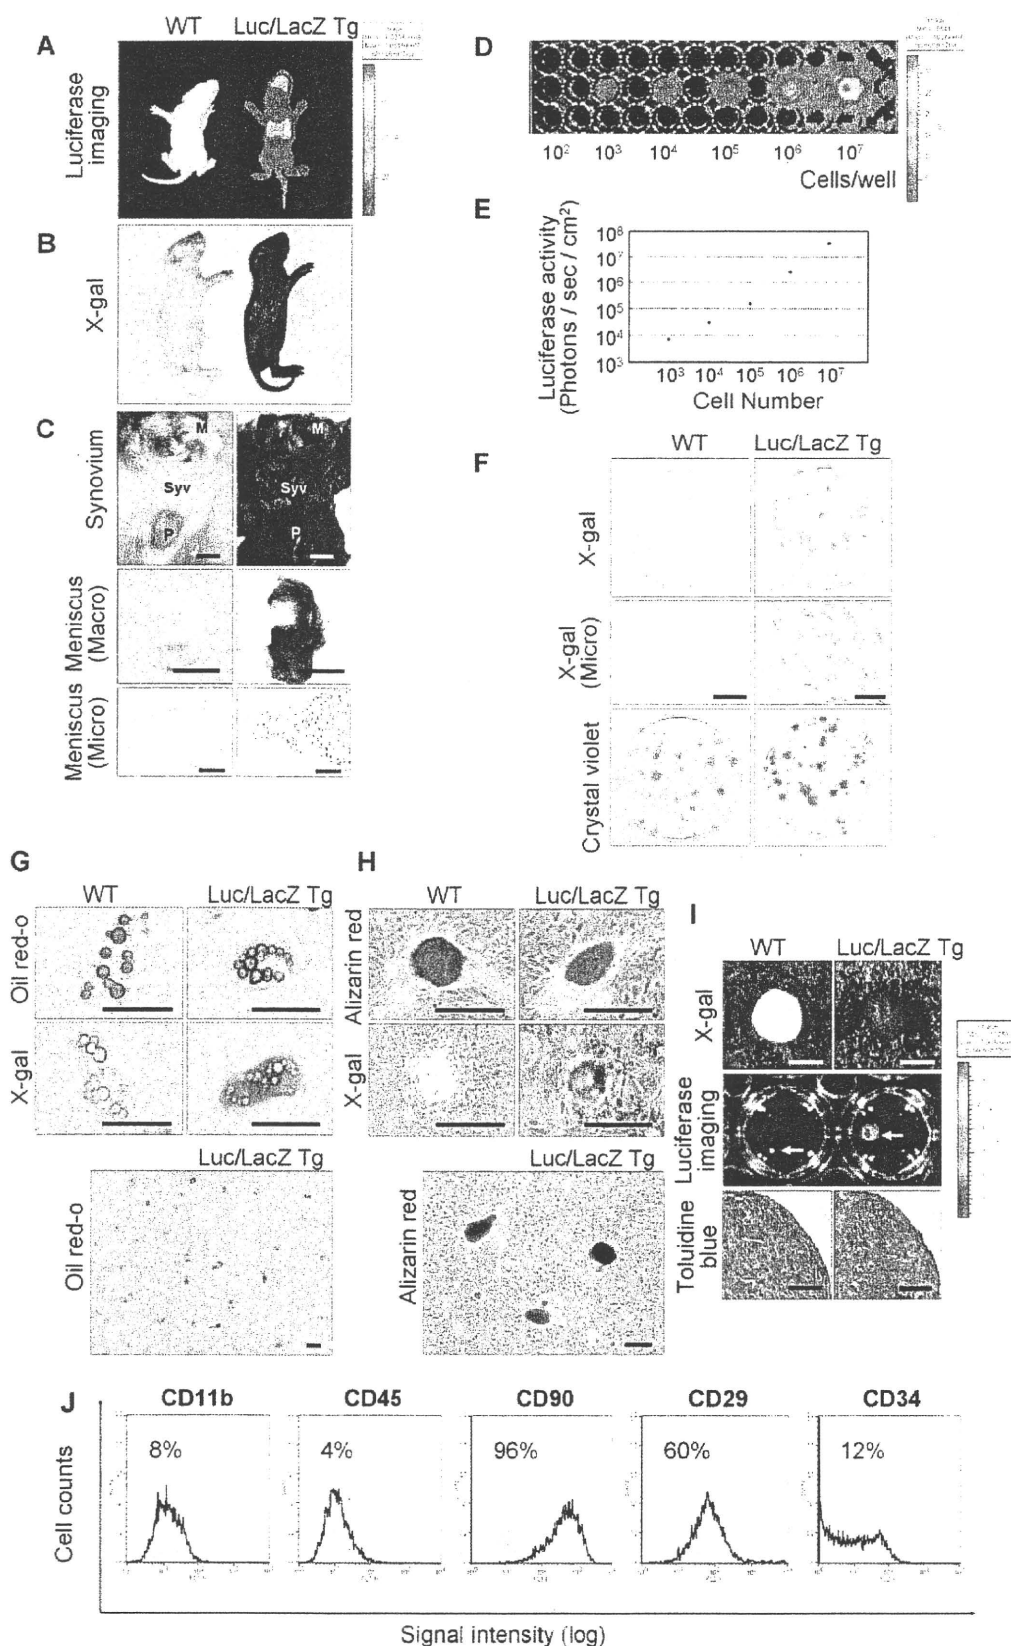 A
WT
Luc/LacZ Tg
Luciferase
imaging
B
X-gal
C
M
Syv
P
M
Syv
P
Synovium
Meniscus
(Macro)
Meniscus
(Micro)
D
10²
10³
10⁴
10⁵
10⁶
10⁷
Cells/well
E
Luciferase activity
(Photons / sec / cm²)
10⁸
10⁷
10⁶
10⁵
10⁴
10³
10³
10⁴
10⁵
10⁶
10⁷
Cell Number
F
WT
Luc/LacZ Tg
X-gal
X-gal
(Micro)
Crystal violet
G
WT
Luc/LacZ Tg
Oil red-o
X-gal
Luc/LacZ Tg
Oil red-o
H
WT
Luc/LacZ Tg
Alizarin red
X-gal
Luc/LacZ Tg
Alizarin red
I
WT
Luc/LacZ Tg
X-gal
Luciferase
imaging
Toluidine
blue
J
CD11b
CD45
CD90
CD29
CD34
8%
4%
96%
60%
12%
Cell counts
Signal intensity (log)